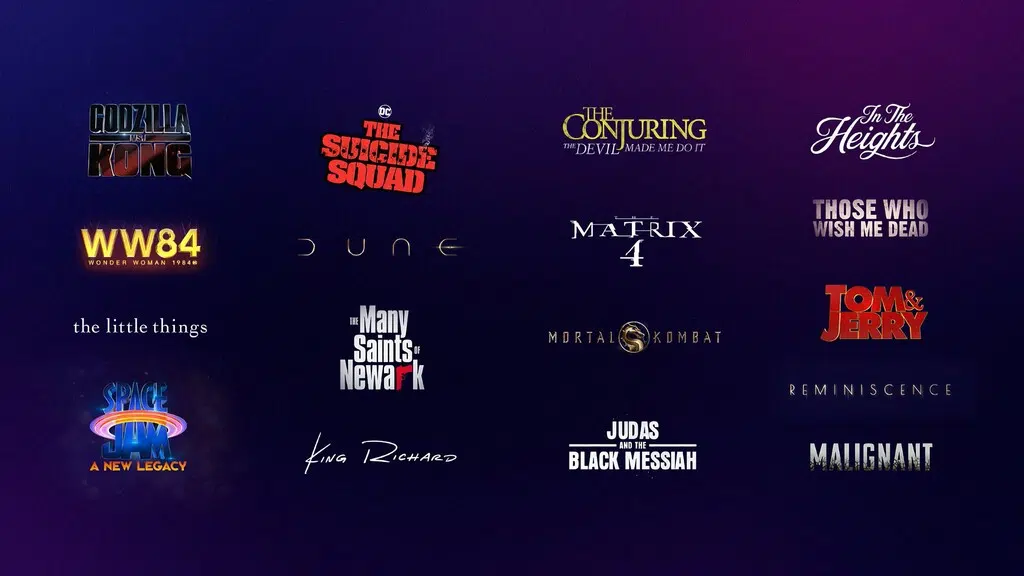 GODZILLA
VS.
KONG
WW84
WONDER WOMAN 1984
the little things
SPACE
JAM
A NEW LEGACY
DC
THE
SUICIDE
SQUAD
DUNE
THE Many
Saints OF
Newark
KING RICHARD
THE
CONJURING
THE DEVIL MADE ME DO IT
THE
MATRIX
4
MORTAL KOMBAT
JUDAS
AND THE
BLACK MESSIAH
In The
Heights
THOSE WHO
WISH ME DEAD
TOM&
JERRY
REMINISCENCE
MALIGNANT